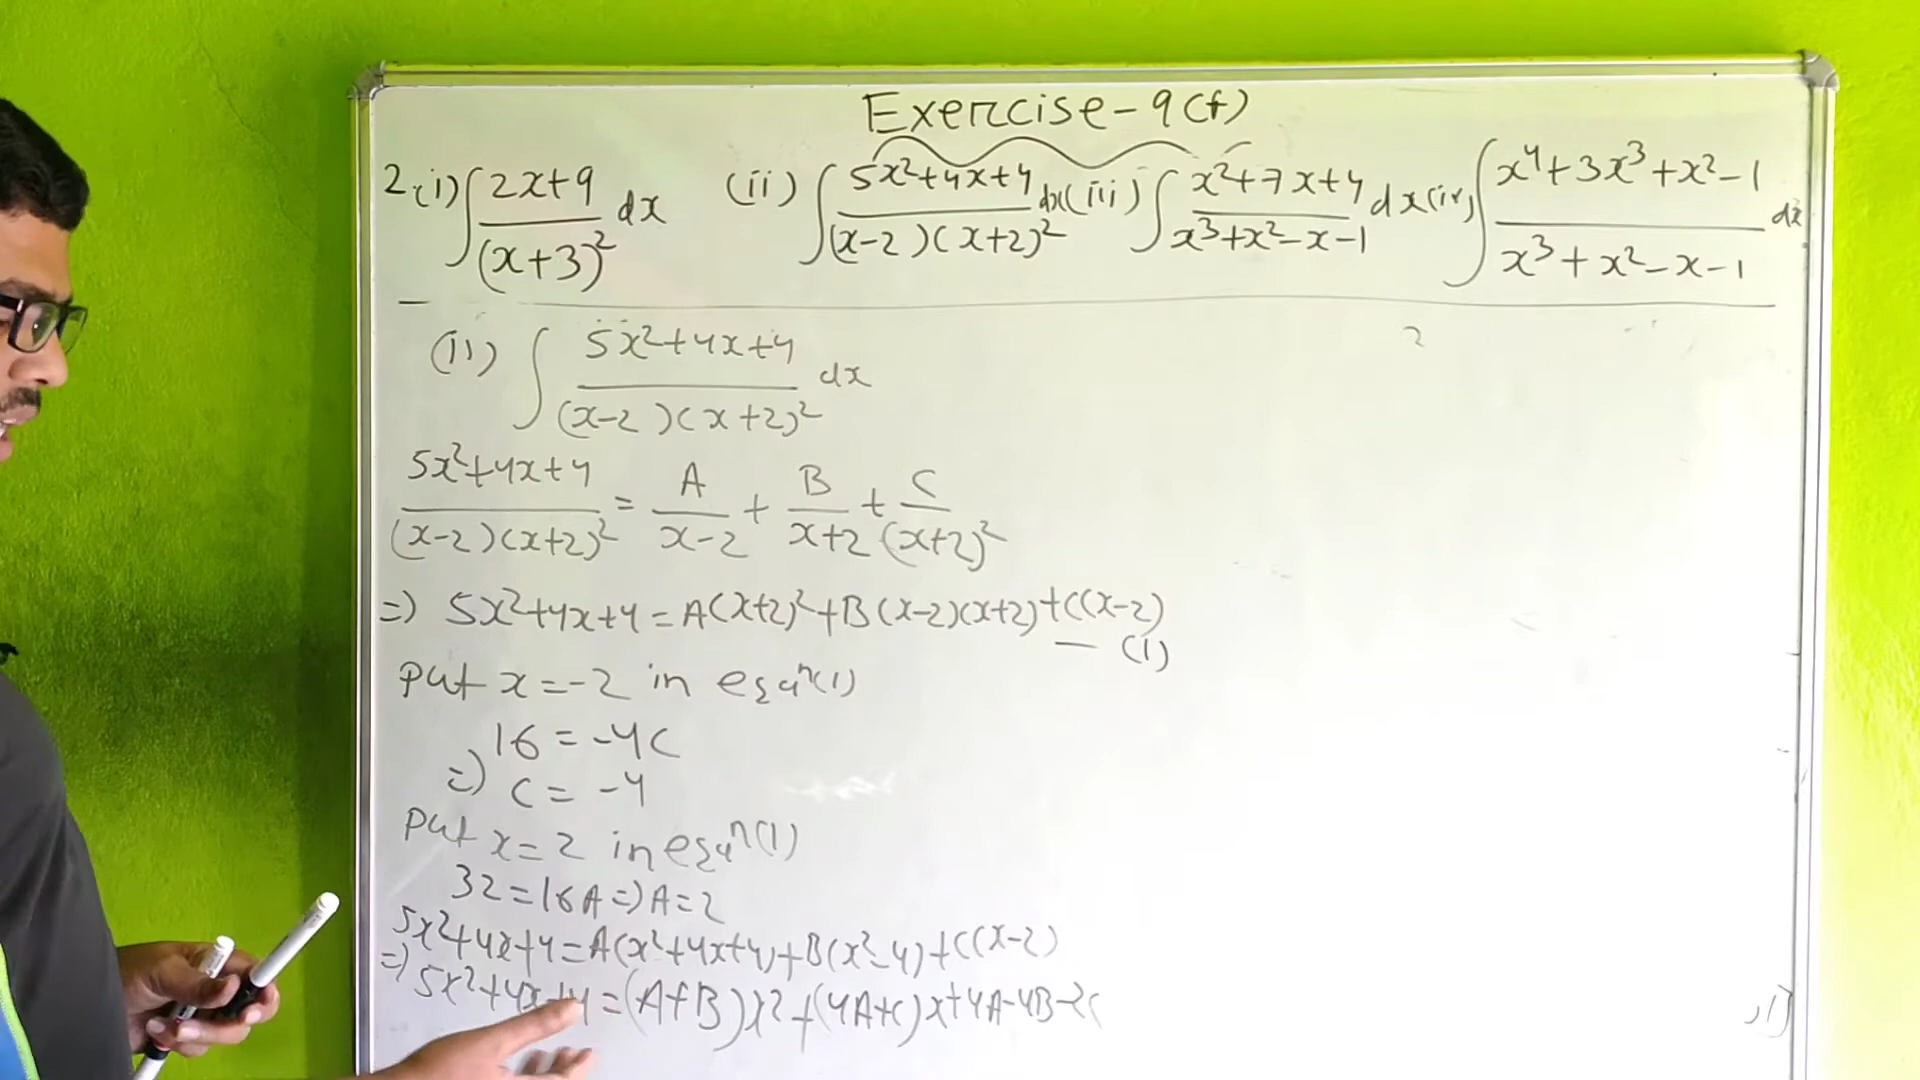 Exercise-9(f)
2.(i) ∫ (2x+9)/(x+3)² dx (ii) ∫ (5x²+4x+4)/((x-2)(x+2)²) dx (iii) ∫ (x²+7x+4)/(x³+x²-x-1) dx (iv) ∫ (x⁴+3x³+x²-1)/(x³+x²-x-1) dx
(ii) ∫ (5x²+4x+4)/((x-2)(x+2)²) dx
(5x²+4x+4)/((x-2)(x+2)²) = A/(x-2) + B/(x+2) + C/(x+2)²
=> 5x²+4x+4 = A(x+2)²+B(x-2)(x+2)+C(x-2)
— (1)
Put x=-2 in equⁿ(1)
16 = -4C
=> C = -4
Put x=2 in equⁿ(1)
32=16A=>A=2
5x²+4x+4=A(x²+4x+4)+B(x²-4)+C(x-2)
=> 5x²+4x+4=(A+B)x²+(4A+C)x+4A-4B-2C